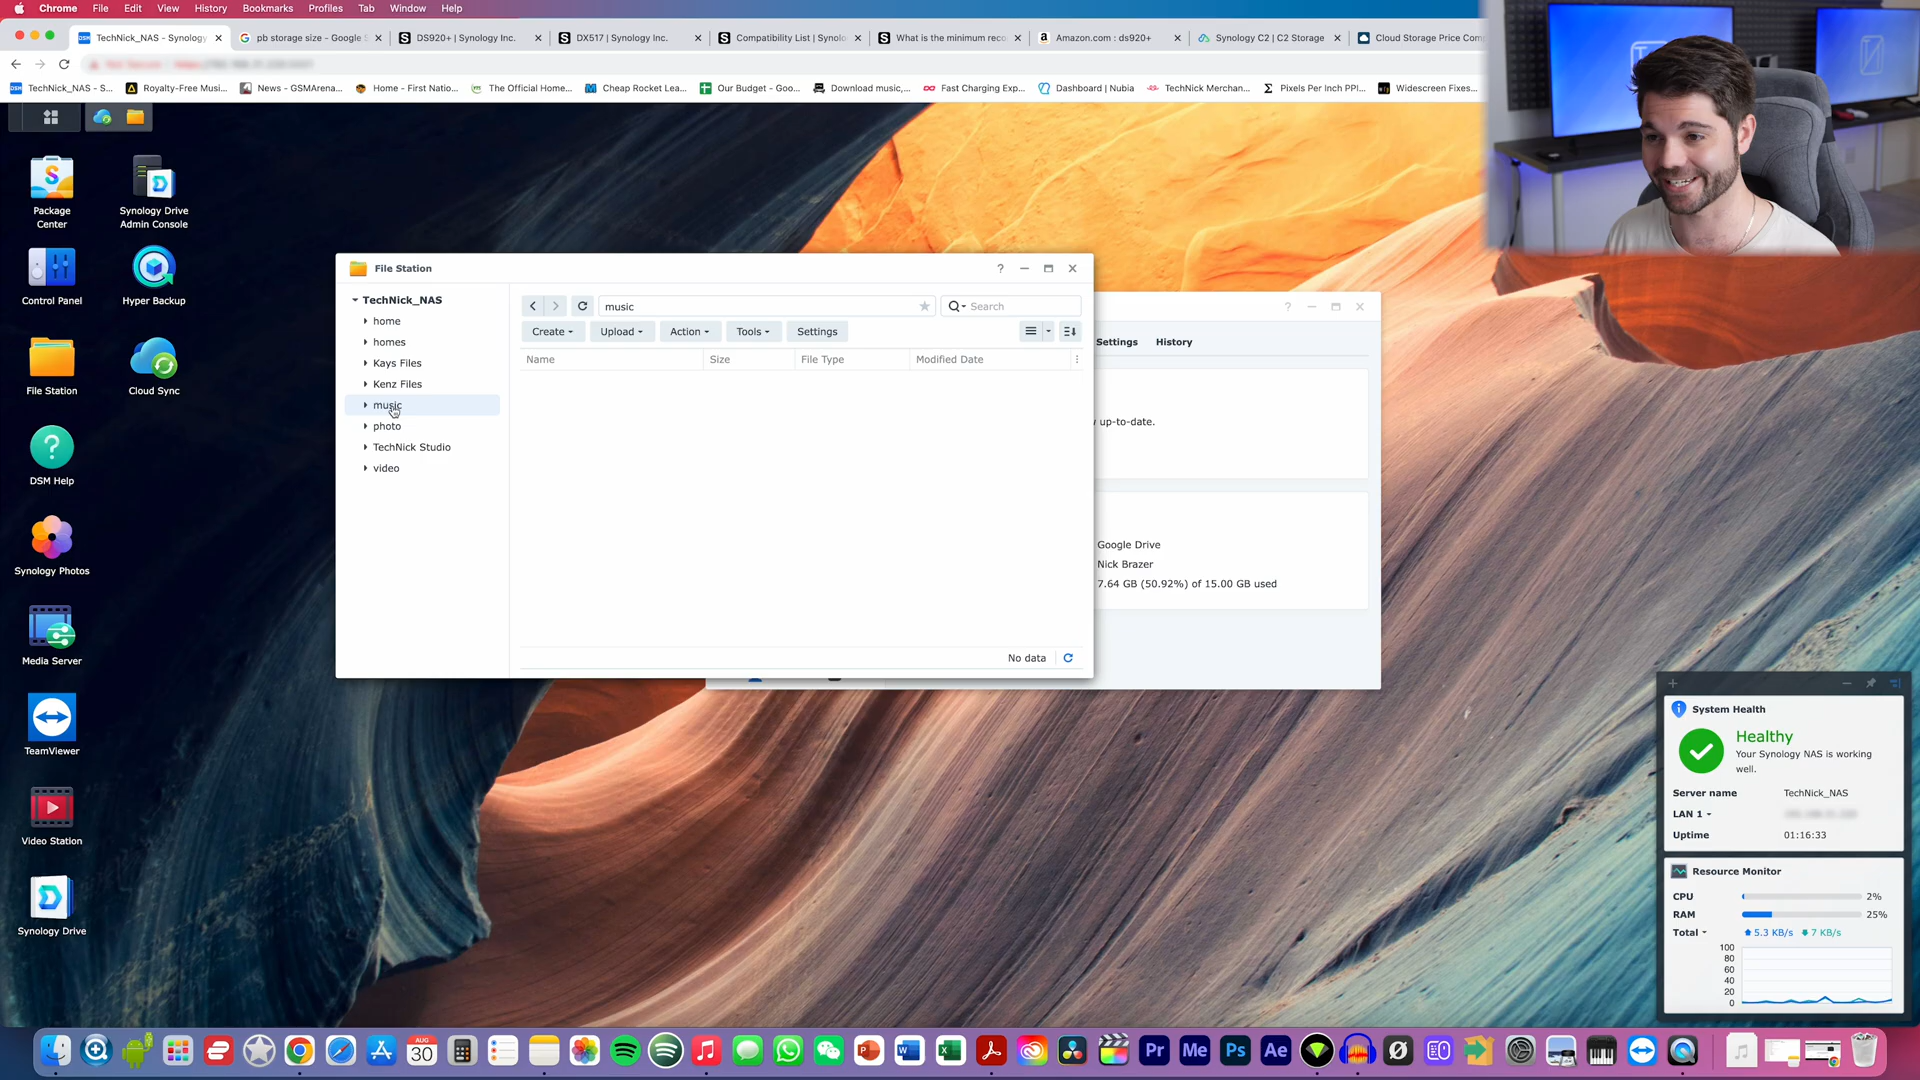 Chrome File Edit View History Bookmarks Profiles Tab Window Help
TechNick_NAS - Synology
pb storage size - Google S
DS920+ | Synology Inc.
DX517 | Synology Inc.
Compatibility List | Synolo
What is the minimum reco
Amazon.com : ds920+
Synology C2 | C2 Storage
Cloud Storage Price Com
TechNick_NAS - S...
Royalty-Free Musi...
News - GSMArena...
Home - First Natio...
The Official Home...
Cheap Rocket Lea...
Our Budget - Goo...
Download music,...
Fast Charging Exp...
Dashboard | Nubia
TechNick Merchan...
Pixels Per Inch PPI...
Widescreen Fixes...
Package
Center
Synology Drive
Admin Console
Control Panel
Hyper Backup
File Station
Cloud Sync
DSM Help
Synology Photos
Media Server
TeamViewer
Video Station
Synology Drive
File Station
TechNick_NAS
home
homes
Kays Files
Kenz Files
music
photo
TechNick Studio
video
music
Search
Create Upload Action Tools Settings
Name Size File Type Modified Date
No data
Settings History
up-to-date.
Google Drive
Nick Brazer
7.64 GB (50.92%) of 15.00 GB used
System Health
Healthy
Your Synology NAS is working
well.
Server name TechNick_NAS
LAN 1
Uptime 01:16:33
Resource Monitor
CPU 2%
RAM 25%
Total 5.3 KB/s 7 KB/s
100
80
60
40
20
0
AUG
30
Pr Me Ps Ae